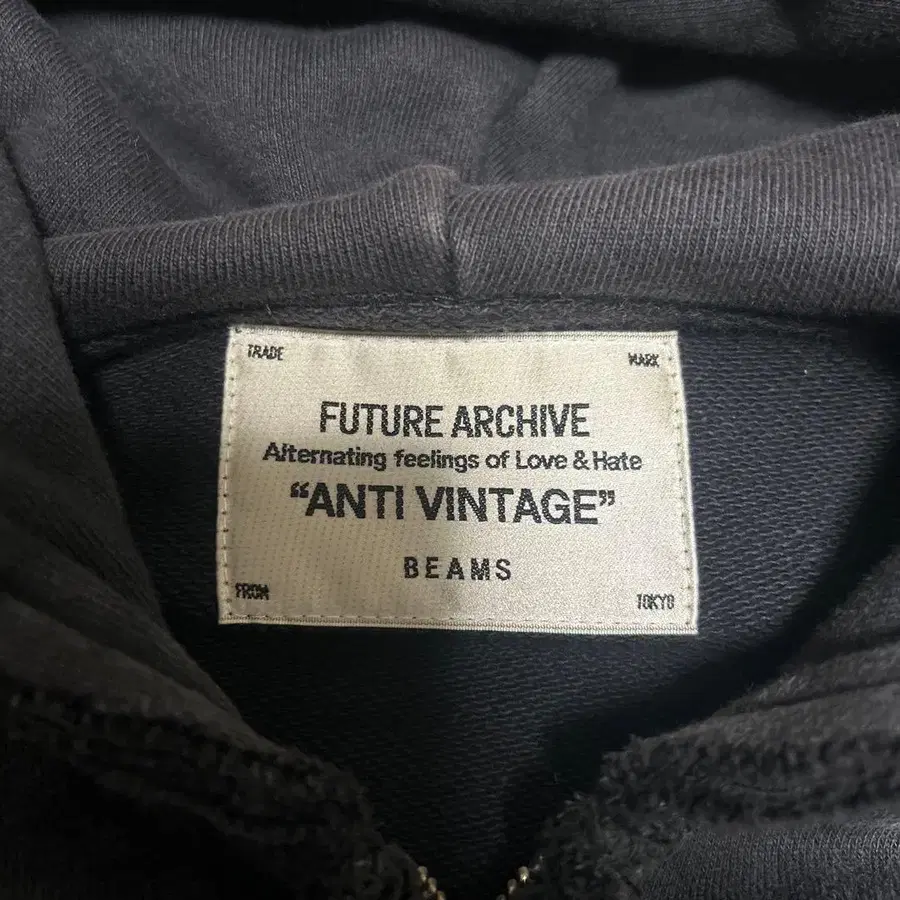 TRADE MARK
FUTURE ARCHIVE
Alternating feelings of Love & Hate
“ANTI VINTAGE”
BEAMS
FROM TOKYO